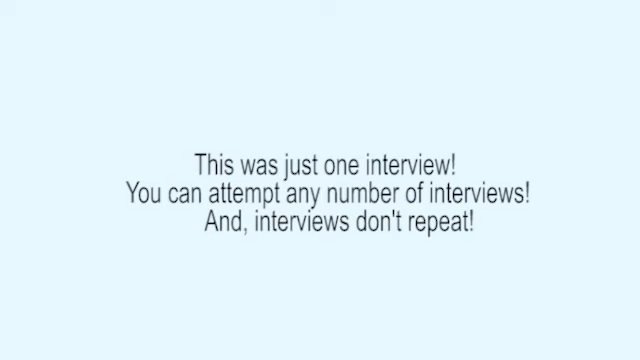 This was just one interview!
You can attempt any number of interviews!
And, interviews don't repeat!